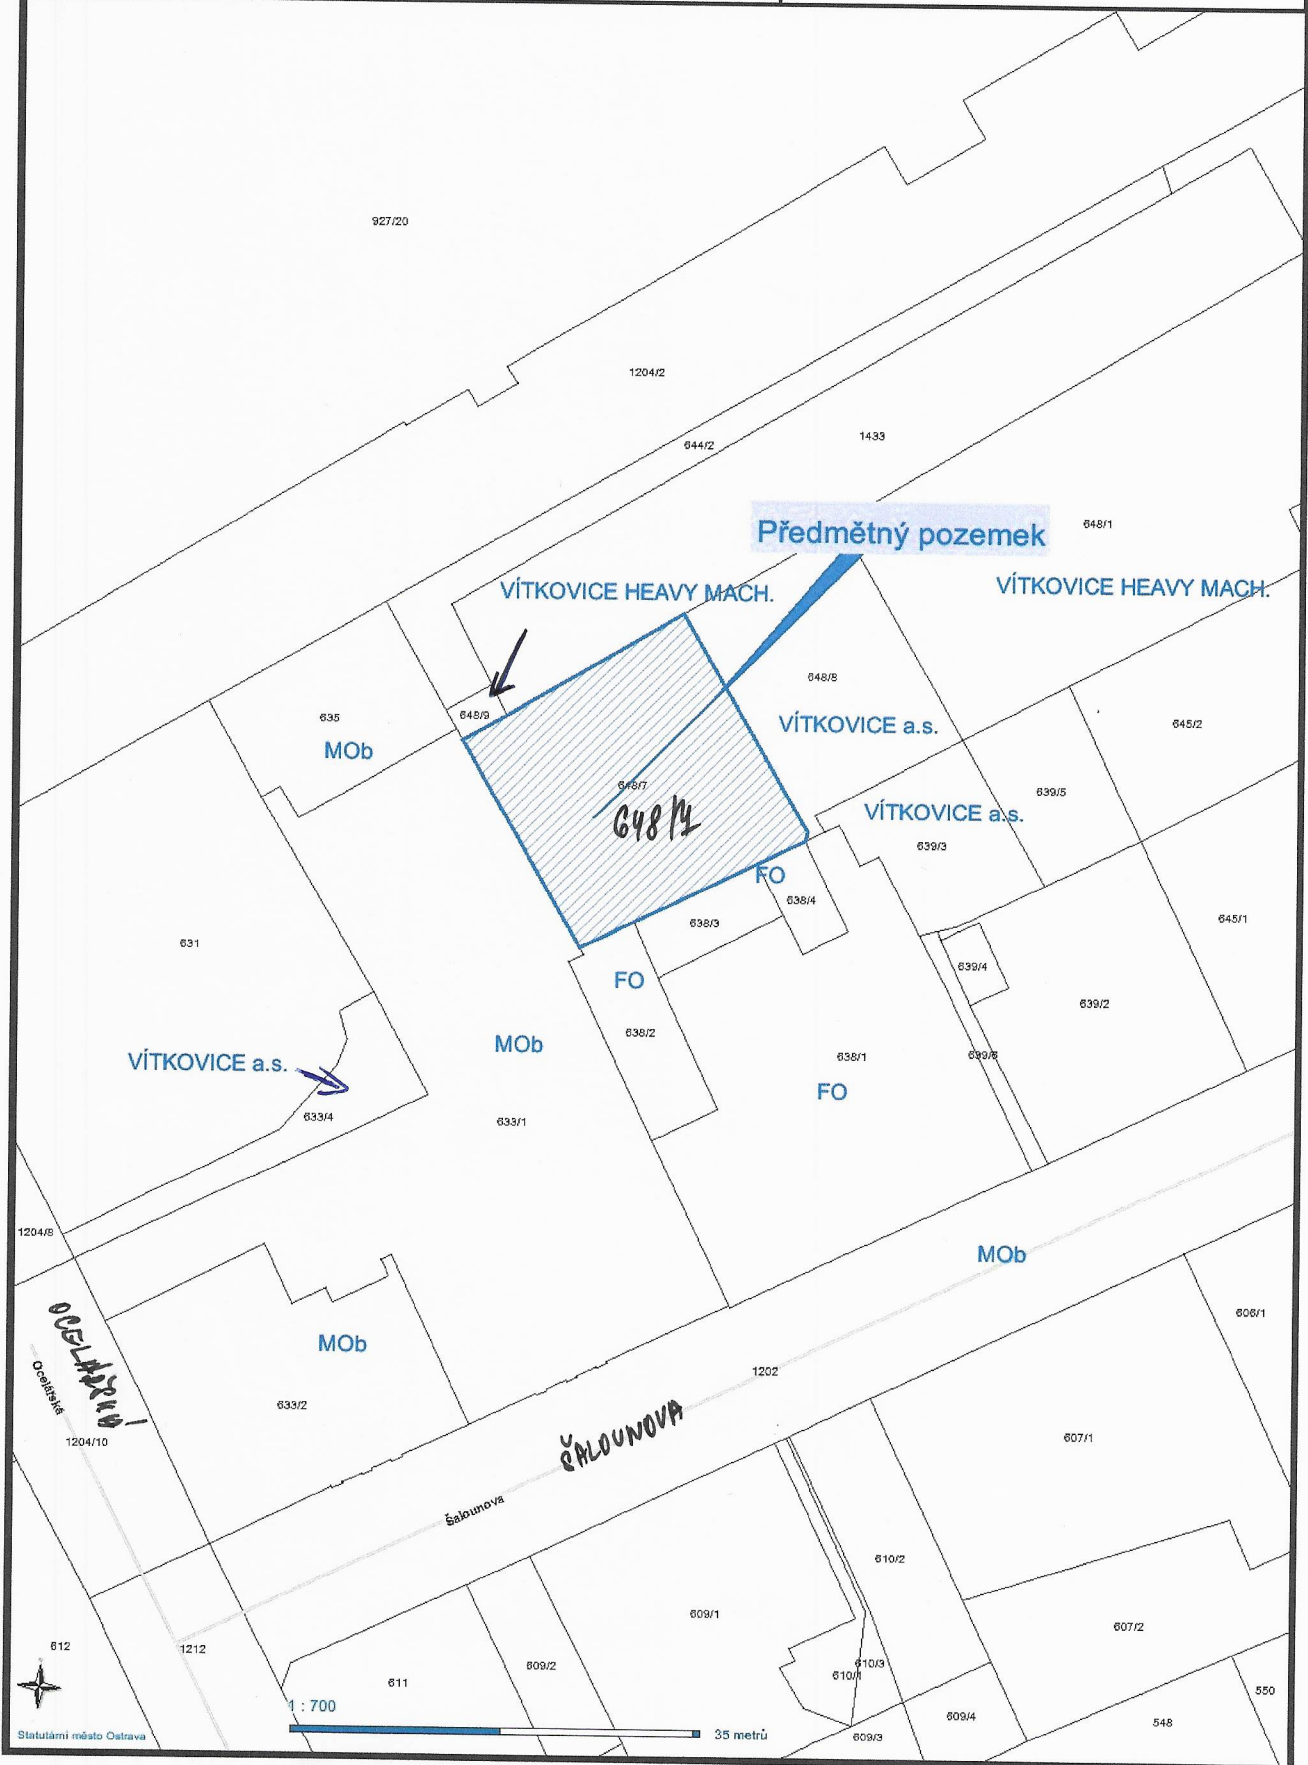 927/20
1204/2
644/2
1433
Předmětný pozemek
648/1
VÍTKOVICE HEAVY MACH.
VÍTKOVICE HEAVY MACH.
648/8
635
648/9
MOb
VÍTKOVICE a.s.
645/2
648/7
648/7
639/5
VÍTKOVICE a.s.
639/3
FO
638/4
638/3
645/1
631
639/4
FO
639/2
638/2
MOb
638/1
639/6
VÍTKOVICE a.s.
FO
633/4
633/1
1204/8
MOb
606/1
OCELÁŘSKÁ
MOb
Ocelářská
1202
633/2
ŠALOUNOVA
1204/10
607/1
Šalounova
610/2
609/1
607/2
612
1212
609/2
610/3
610/1
611
550
1 : 700
609/4
548
Statutární město Ostrava
35 metrů
609/3